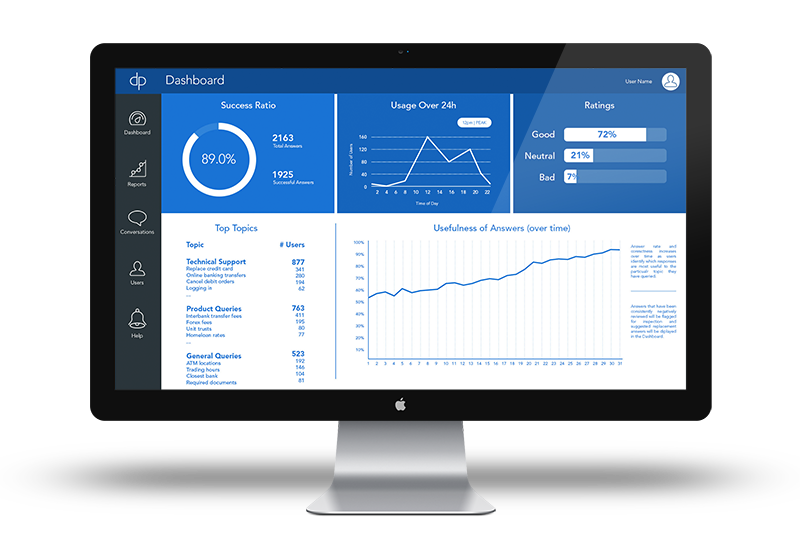 dp
Dashboard
User Name
Dashboard
Reports
Conversations
Users
Help
Success Ratio
89.0%
2163
Total Answers
1925
Successful Answers
Usage Over 24h
12pm | PEAK
Number of Users
160
120
80
40
0
2 4 6 8 10 12 14 16 18 20 22
Time of Day
Ratings
Good 72%
Neutral 21%
Bad 7%
Top Topics
Topic # Users
Technical Support 877
Replace credit card 341
Online banking transfers 280
Cancel debit orders 194
Logging in 62
...
Product Queries 763
Interbank transfer fees 411
Forex fees 195
Unit trusts 80
Homeloan rates 77
...
General Queries 523
ATM locations 192
Trading hours 146
Closest bank 104
Required documents 81
Usefulness of Answers (over time)
100%
90%
80%
70%
60%
50%
40%
30%
20%
10%
1 2 3 4 5 6 7 8 9 10 11 12 13 14 15 16 17 18 19 20 21 22 23 24 25 26 27 28 29 30 31
Answer rate and
corrections increases
over time as users
identify which responses
are most useful to the
particular topic they
have queried.
Answers that have been
consistently negatively
reviewed will be flagged
for inspection and
suggested replacement
answers will be diplayed
in the Dashboard.